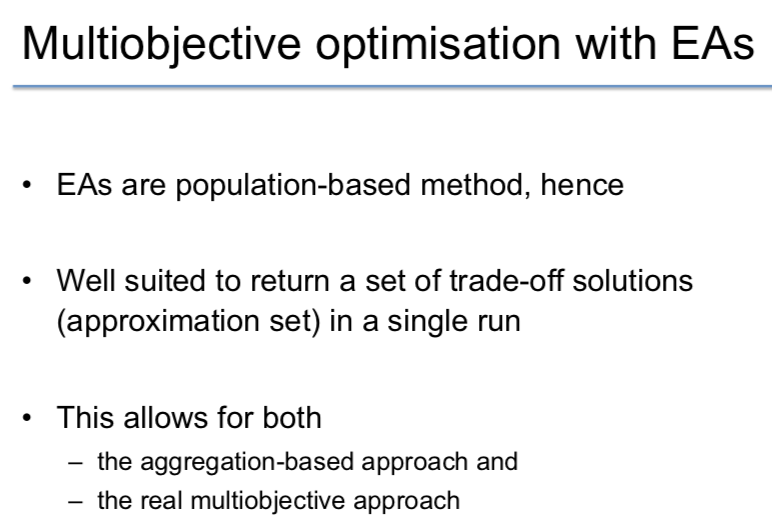 Multiobjective optimisation with EAs
• EAs are population-based method, hence
• Well suited to return a set of trade-off solutions
(approximation set) in a single run
• This allows for both
– the aggregation-based approach and
– the real multiobjective approach